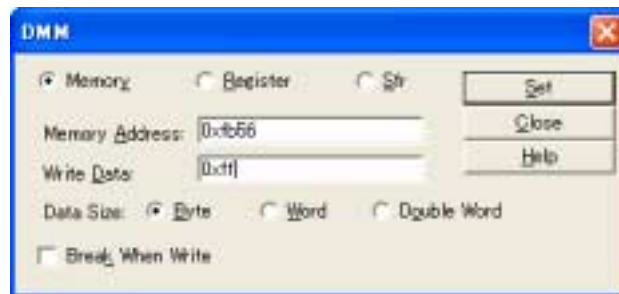 DMM
Memory Register Sfr Set
Memory Address: 0xfb56 Close
Write Data: 0xff Help
Data Size: Byte Word Double Word
Break When Write